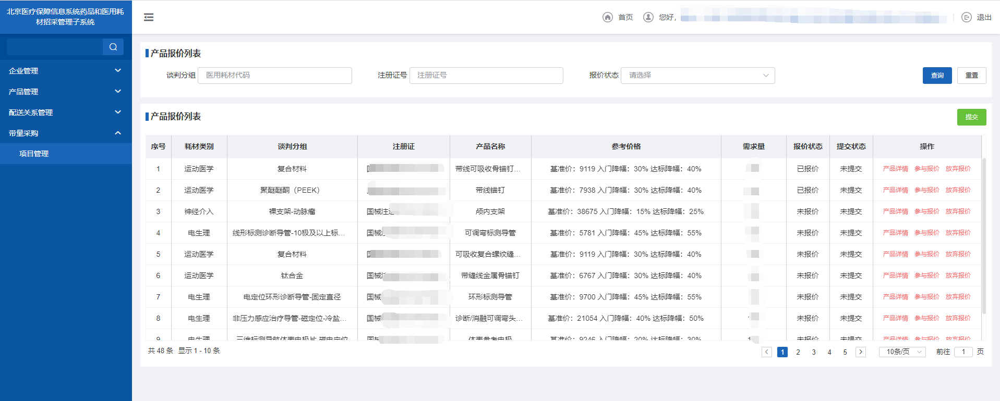 北京医疗保障信息系统药品和医用耗
材招采管理子系统
首页 您好， 退出
企业管理
产品管理
配送关系管理
带量采购
项目管理
产品报价列表
谈判分组 医用耗材代码 注册证号 注册证号 报价状态 请选择 查询 重置
产品报价列表
提交
序号 耗材类别 谈判分组 注册证 产品名称 参考价格 需求量 报价状态 提交状态 操作
1 运动医学 复合材料 带线可吸收骨锚钉... 基准价：9119 入门降幅：30% 达标降幅：40% 已报价 未提交 产品详情 参与报价 放弃报价
2 运动医学 聚醚醚酮（PEEK） 带线锚钉 基准价：7938 入门降幅：30% 达标降幅：40% 已报价 未提交 产品详情 参与报价 放弃报价
3 神经介入 裸支架-动脉瘤 国械注进 颅内支架 基准价：38675 入门降幅：15% 达标降幅：25% 未报价 未提交 产品详情 参与报价 放弃报价
4 电生理 线形标测诊断导管-10极及以上标... 国械 可调弯标测导管 基准价：5781 入门降幅：45% 达标降幅：55% 未报价 未提交 产品详情 参与报价 放弃报价
5 运动医学 复合材料 可吸收复合螺纹缝... 基准价：9119 入门降幅：30% 达标降幅：40% 未报价 未提交 产品详情 参与报价 放弃报价
6 运动医学 钛合金 国械 带缝线金属骨锚钉 基准价：6767 入门降幅：30% 达标降幅：40% 未报价 未提交 产品详情 参与报价 放弃报价
7 电生理 电定位环形诊断导管-固定直径 国械 环形标测导管 基准价：9700 入门降幅：45% 达标降幅：55% 未报价 未提交 产品详情 参与报价 放弃报价
8 电生理 非压力感应治疗导管-磁定位-冷盐... 国械 诊断/消融可调弯头... 基准价：21054 入门降幅：40% 达标降幅：50% 未报价 未提交 产品详情 参与报价 放弃报价
9 电生理 三维标测导航体表电极片-磁电定位 国械 体表参考电极 基准价：9246 入门降幅：20% 达标降幅：30% 未报价 未提交 产品详情 参与报价 放弃报价
共 48 条 显示 1 - 10 条 1 2 3 4 5 10条/页 前往 1 页